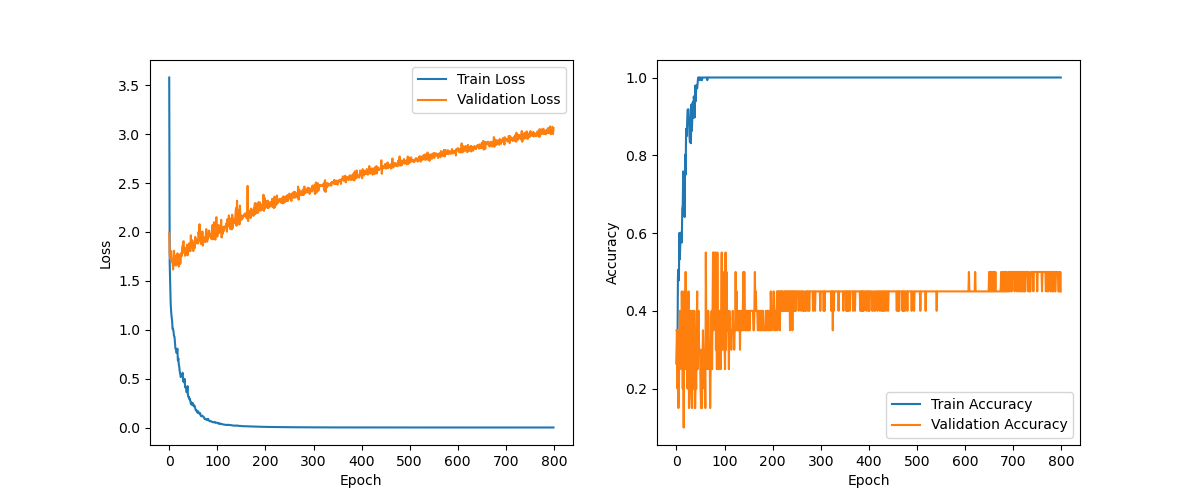 3.5
3.0
2.5
2.0
1.5
1.0
0.5
0.0
Loss
Train Loss
Validation Loss
0 100 200 300 400 500 600 700 800
Epoch
1.0
0.8
0.6
0.4
0.2
Accuracy
Train Accuracy
Validation Accuracy
0 100 200 300 400 500 600 700 800
Epoch